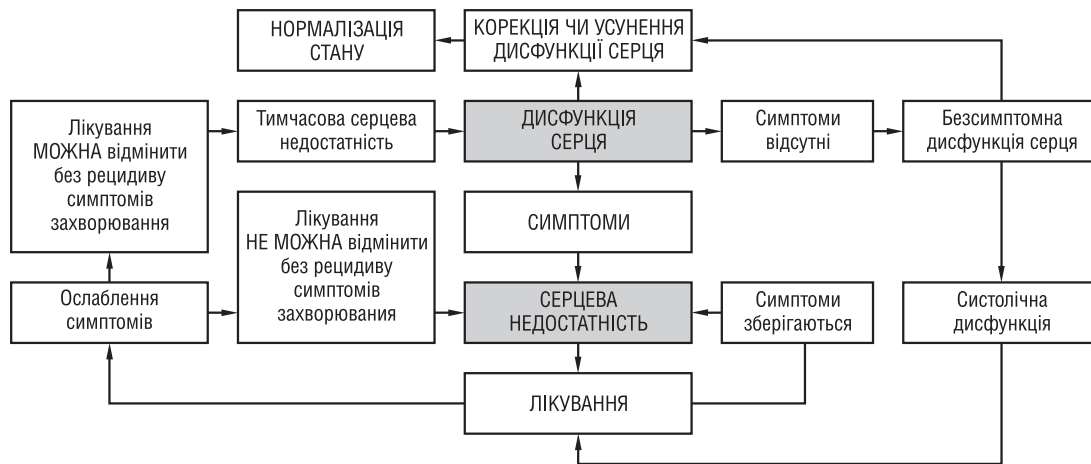 НОРМАЛІЗАЦІЯ
СТАНУ
КОРЕКЦІЯ ЧИ УСУНЕННЯ
ДИСФУНКЦІЇ СЕРЦЯ
Лікування
МОЖНА відмінити
без рецидиву
симптомів
захворювання
Тимчасова серцева
недостатність
ДИСФУНКЦІЯ
СЕРЦЯ
Симптоми
відсутні
Безсимптомна
дисфункція серця
Лікування
НЕ МОЖНА відмінити
без рецидиву
симптомів
захворювания
СИМПТОМИ
Ослаблення
симптомів
СЕРЦЕВА
НЕДОСТАТНІСТЬ
Симптоми
зберігаються
Систолічна
дисфункція
ЛІКУВАННЯ